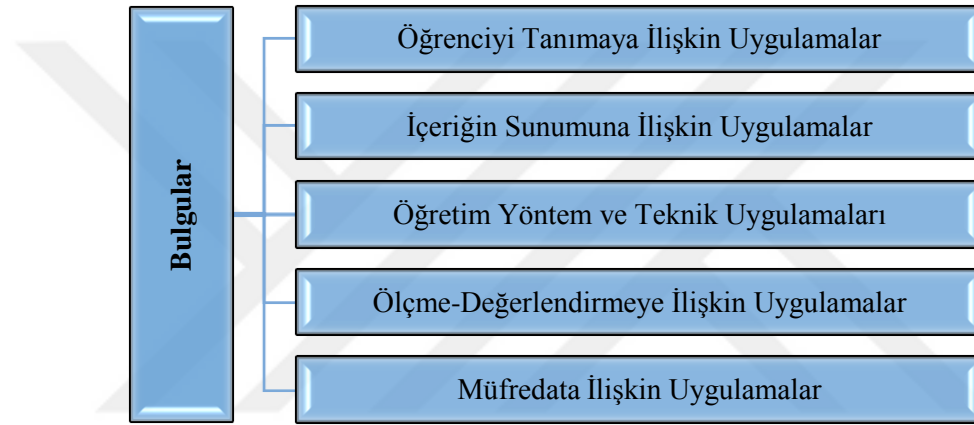 Bulgular
Öğrenciyi Tanımaya İlişkin Uygulamalar
İçeriğin Sunumuna İlişkin Uygulamalar
Öğretim Yöntem ve Teknik Uygulamaları
Ölçme-Değerlendirmeye İlişkin Uygulamalar
Müfredata İlişkin Uygulamalar